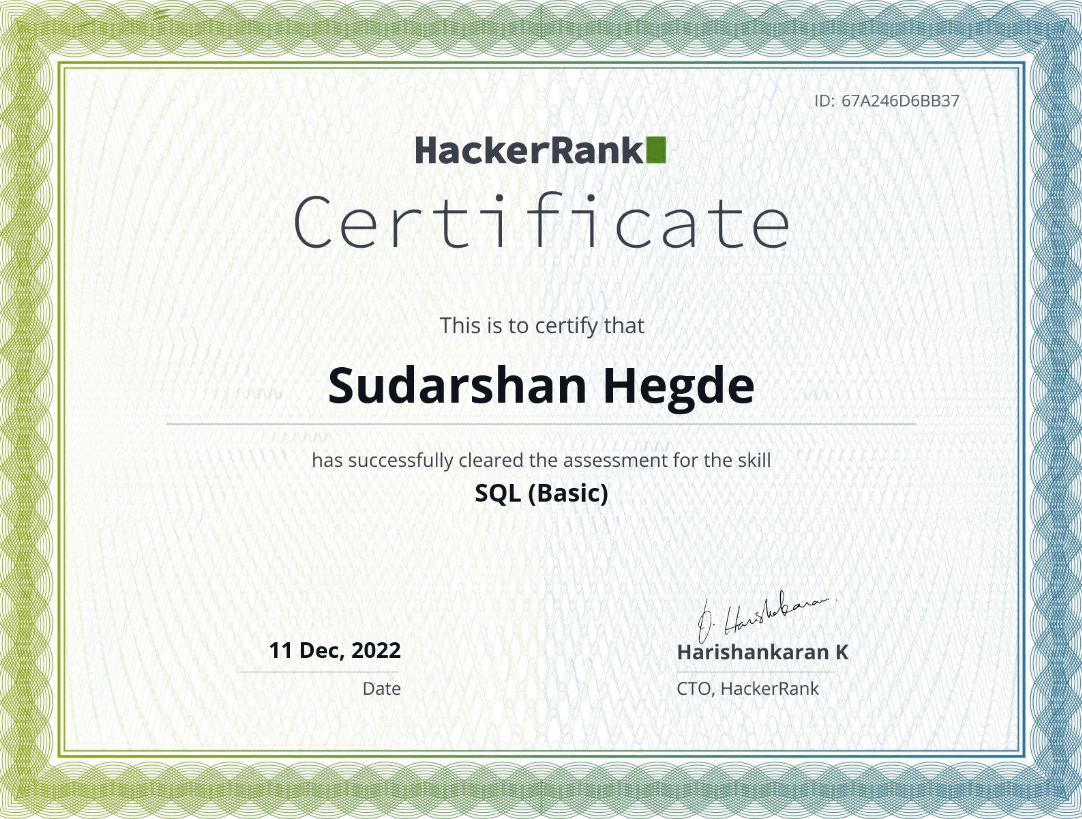 ID: 67A246D6BB37
HackerRank
Certificate
This is to certify that
Sudarshan Hegde
has successfully cleared the assessment for the skill
SQL (Basic)
11 Dec, 2022
Date
Harishankaran K
CTO, HackerRank